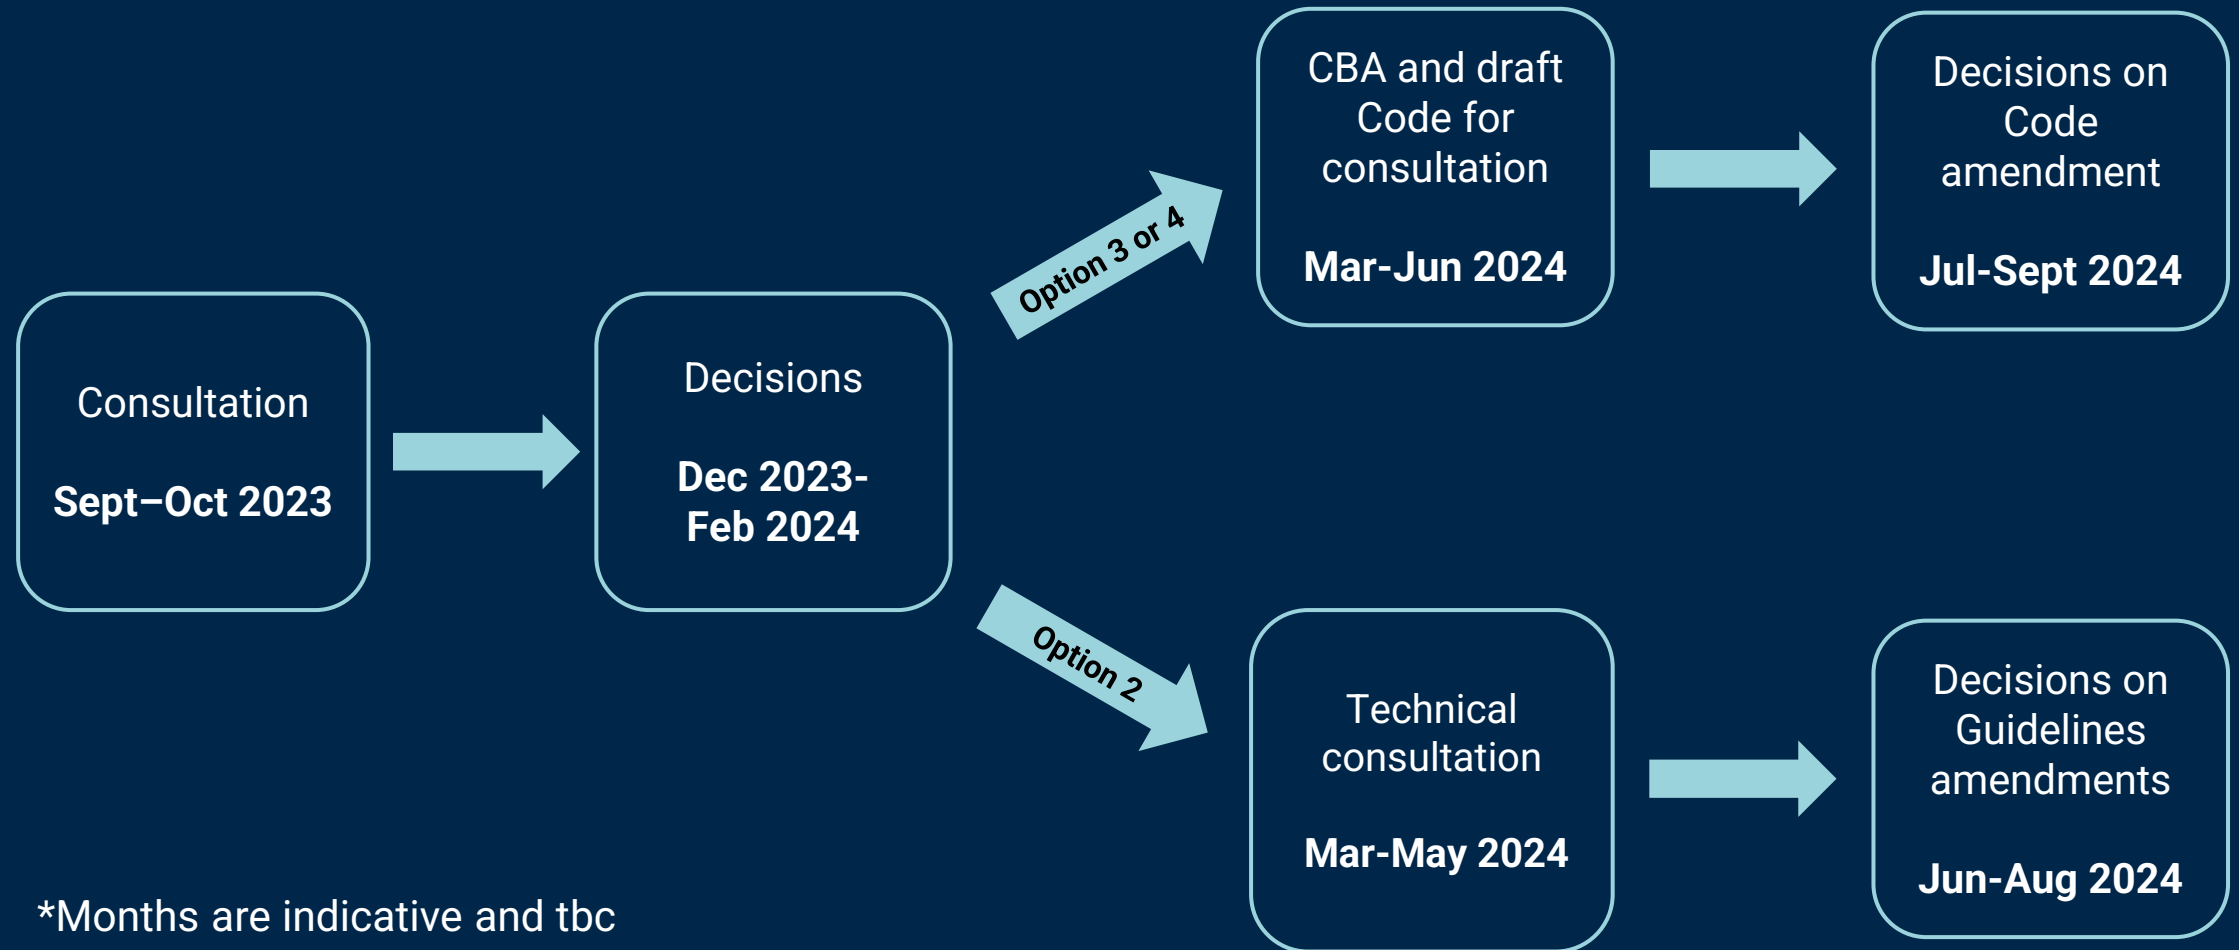 Consultation
Sept–Oct 2023
Decisions
Dec 2023-
Feb 2024
Option 3 or 4
CBA and draft
Code for
consultation
Mar-Jun 2024
Decisions on
Code
amendment
Jul-Sept 2024
Option 2
Technical
consultation
Mar-May 2024
Decisions on
Guidelines
amendments
Jun-Aug 2024
*Months are indicative and tbc